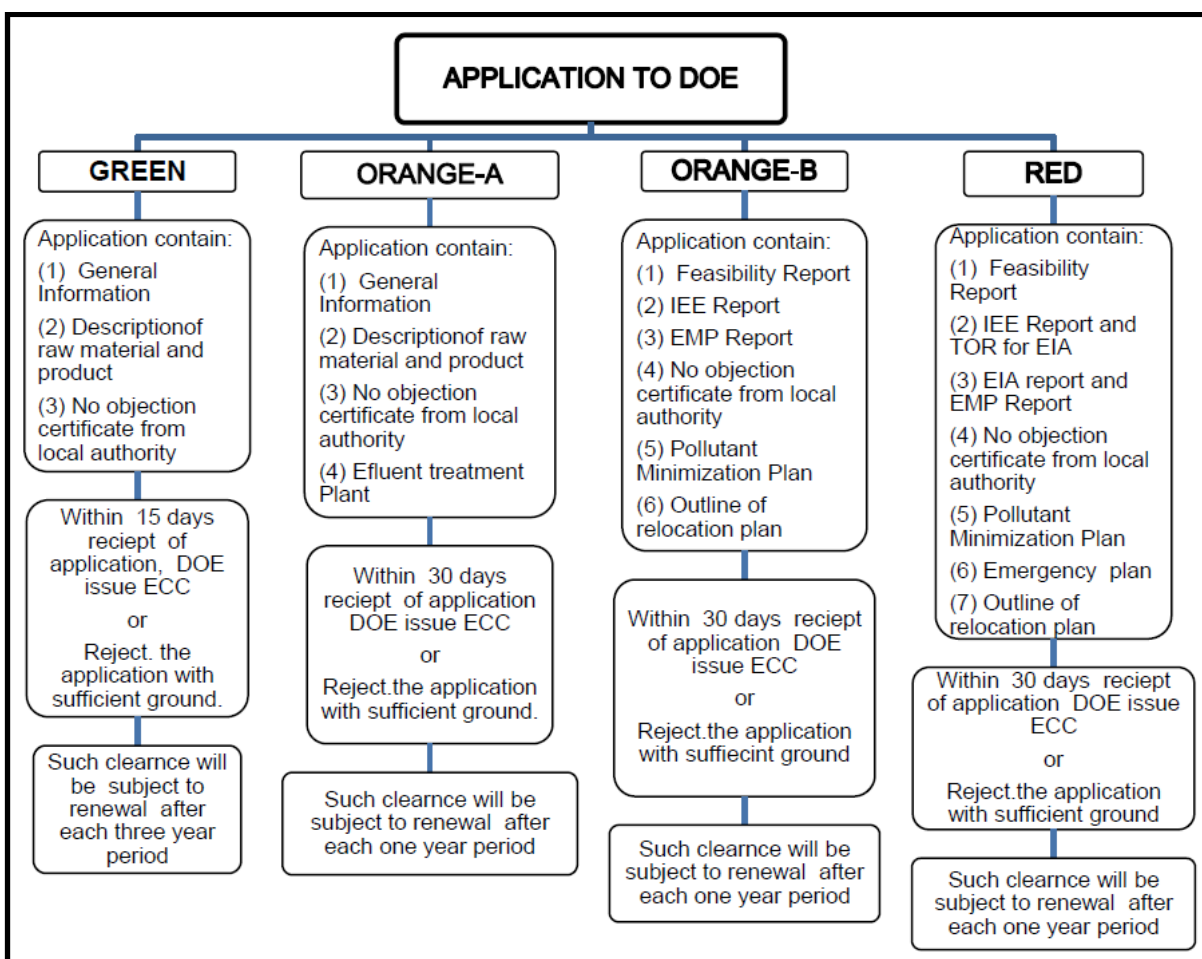 APPLICATION TO DOE
GREEN
Application contain:
(1) General
Information
(2) Descriptionof
raw material and
product
(3) No objection
certificate from
local authority
Within 15 days
reciept of
application, DOE
issue ECC
or
Reject. the
application with
sufficient ground.
Such clearnce will
be subject to
renewal after
each three year
period
ORANGE-A
Application contain:
(1) General
Information
(2) Descriptionof raw
material and product
(3) No objection
certificate from local
authority
(4) Efluent treatment
Plant
Within 30 days
reciept of application
DOE issue ECC
or
Reject.the application
with sufficient ground.
Such clearnce will be
subject to renewal after
each one year period
ORANGE-B
Application contain:
(1) Feasibility Report
(2) IEE Report
(3) EMP Report
(4) No objection
certificate from local
authority
(5) Pollutant
Minimization Plan
(6) Outline of
relocation plan
Within 30 days reciept
of application DOE
issue ECC
or
Reject.the application
with suffiecint ground
Such clearnce will be
subject to renewal after
each one year period
RED
Application contain:
(1) Feasibility
Report
(2) IEE Report and
TOR for EIA
(3) EIA report and
EMP Report
(4) No objection
certificate from local
authority
(5) Pollutant
Minimization Plan
(6) Emergency plan
(7) Outline of
relocation plan
Within 30 days reciept
of application DOE issue
ECC
or
Reject.the application
with sufficient ground
Such clearnce will be
subject to renewal after
each one year period